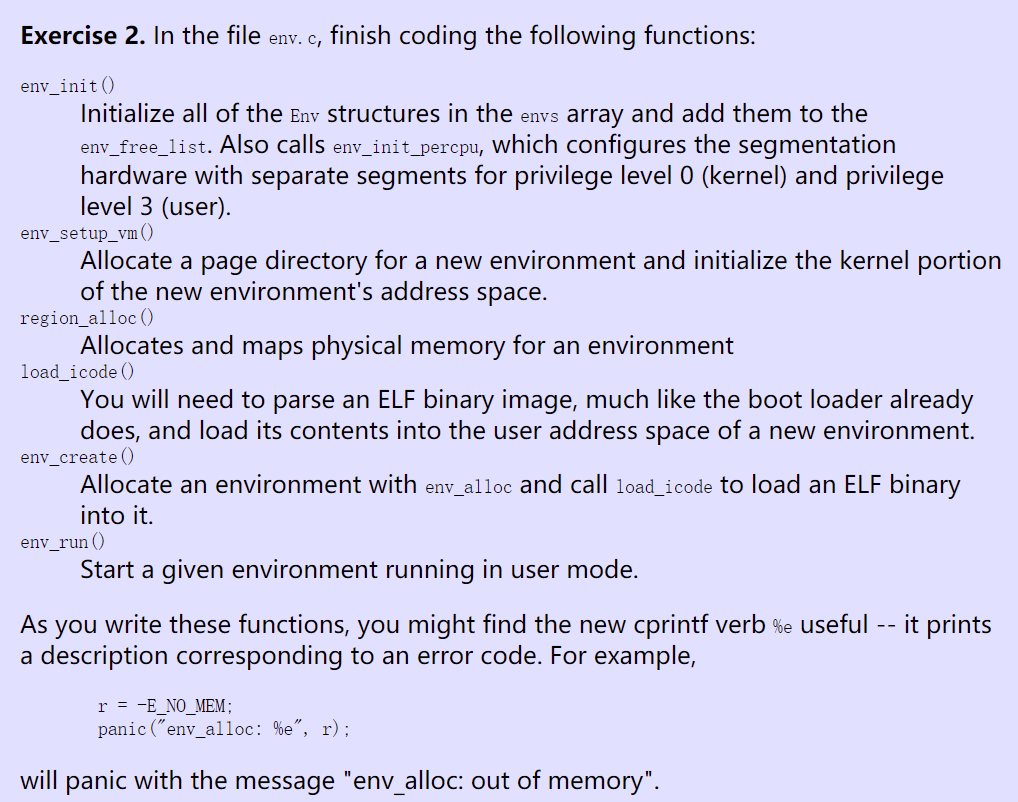 Exercise 2. In the file env.c, finish coding the following functions:
env_init()
Initialize all of the Env structures in the envs array and add them to the
env_free_list. Also calls env_init_percpu, which configures the segmentation
hardware with separate segments for privilege level 0 (kernel) and privilege
level 3 (user).
env_setup_vm()
Allocate a page directory for a new environment and initialize the kernel portion
of the new environment's address space.
region_alloc()
Allocates and maps physical memory for an environment
load_icode()
You will need to parse an ELF binary image, much like the boot loader already
does, and load its contents into the user address space of a new environment.
env_create()
Allocate an environment with env_alloc and call load_icode to load an ELF binary
into it.
env_run()
Start a given environment running in user mode.
As you write these functions, you might find the new cprintf verb %e useful -- it prints
a description corresponding to an error code. For example,
r = -E_NO_MEM;
panic("env_alloc: %e", r);
will panic with the message "env_alloc: out of memory".